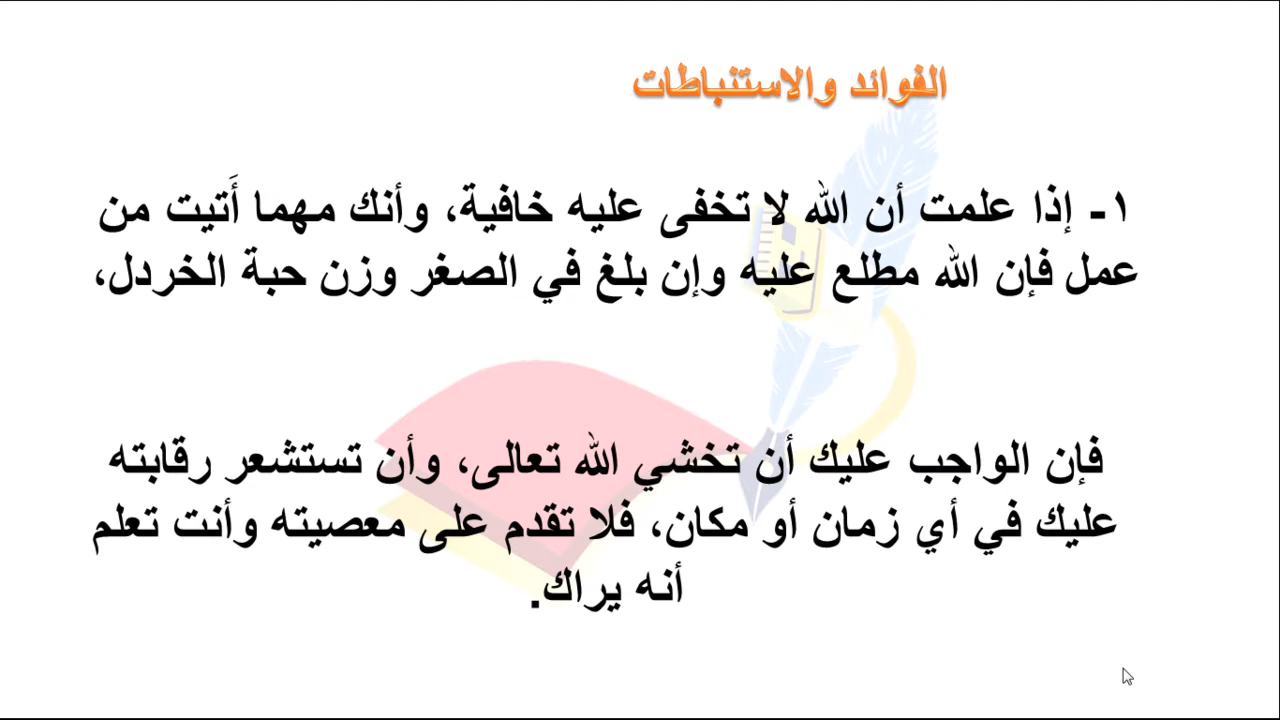 الفوائد والاستنباطات
١- إذا علمت أن الله لا تخفى عليه خافية، وأنك مهما أَتيت من
عمل فإن الله مطلع عليه وإن بلغ في الصغر وزن حبة الخردل،
فإن الواجب عليك أن تخشي الله تعالى، وأن تستشعر رقابته
عليك في أي زمان أو مكان، فلا تقدم على معصيته وأنت تعلم
أنه يراك.